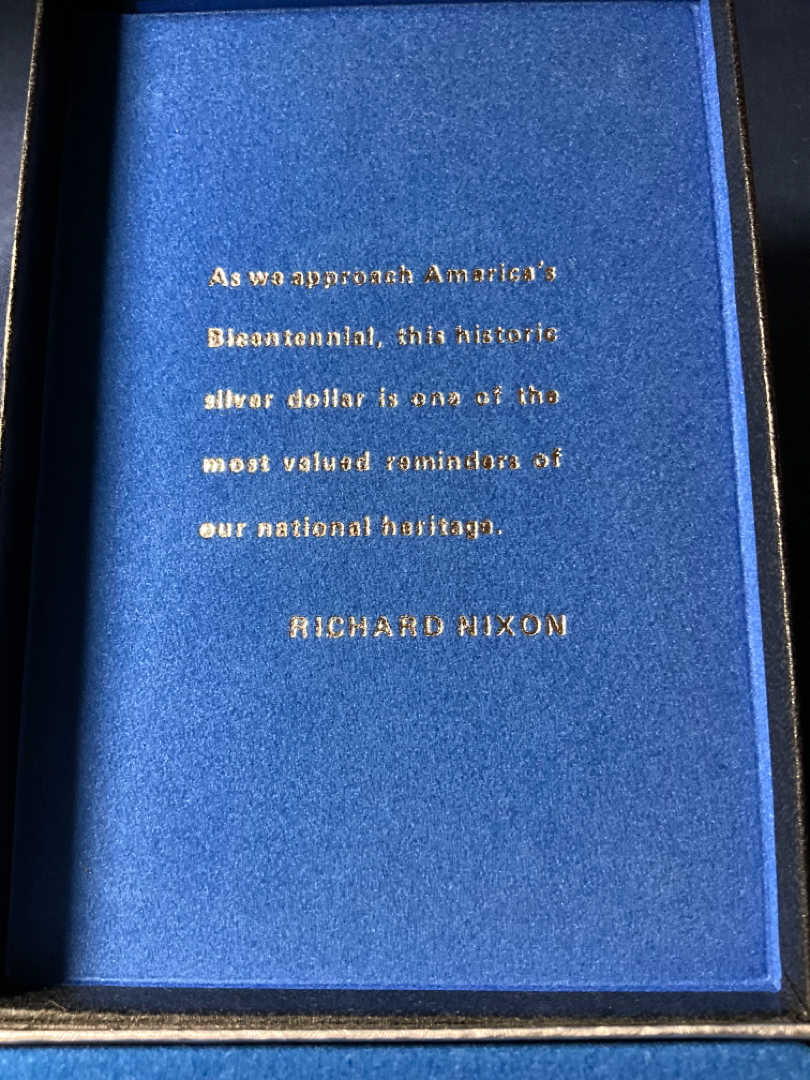 As we approach America's
Bicentennial, this historic
silver dollar is one of the
most valued reminders of
our national heritage.
RICHARD NIXON